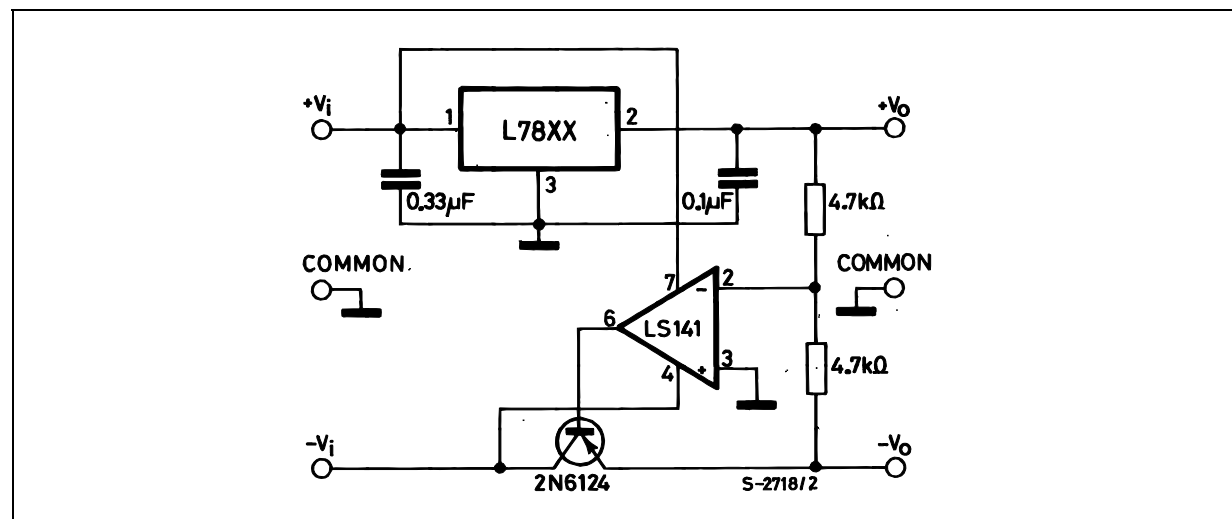 +Vi
1
L78XX
2
+Vo
0.33µF
3
0.1µF
4.7kΩ
COMMON
COMMON
7
-
2
6
LS141
3
+
4
4.7kΩ
-Vi
-Vo
2N6124
S-2718/2